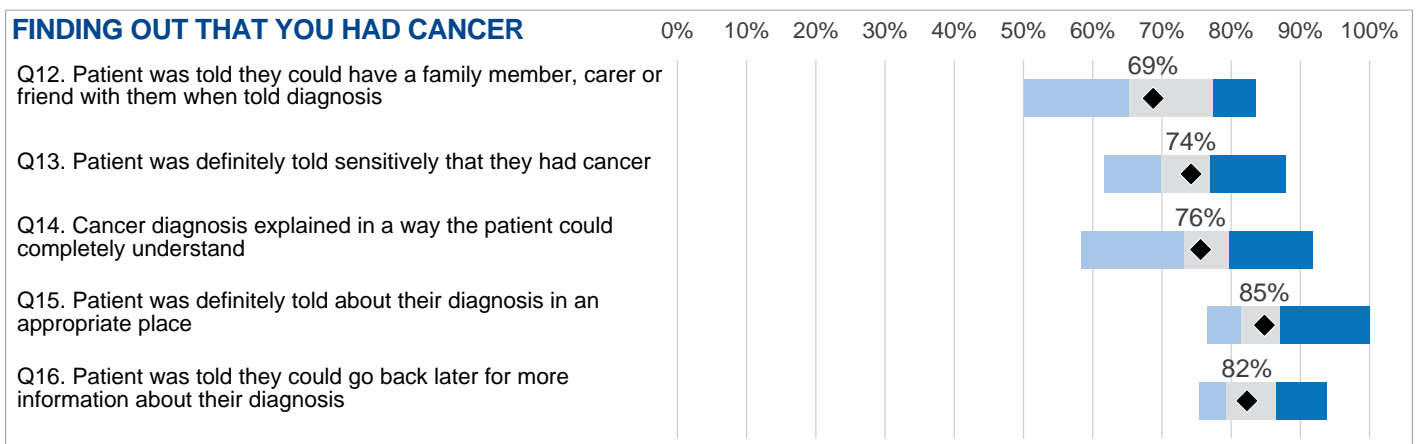 FINDING OUT THAT YOU HAD CANCER
0% 10% 20% 30% 40% 50% 60% 70% 80% 90% 100%
Q12. Patient was told they could have a family member, carer or
friend with them when told diagnosis
69%
Q13. Patient was definitely told sensitively that they had cancer
74%
Q14. Cancer diagnosis explained in a way the patient could
completely understand
76%
Q15. Patient was definitely told about their diagnosis in an
appropriate place
85%
Q16. Patient was told they could go back later for more
information about their diagnosis
82%